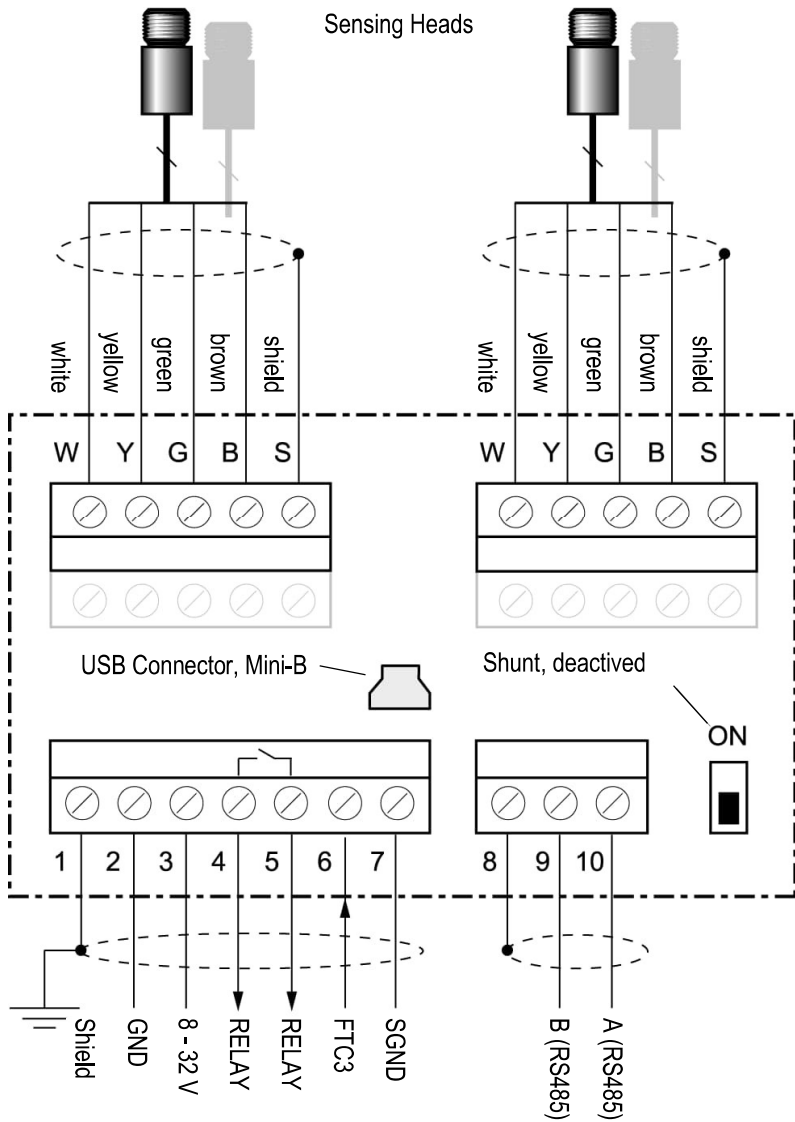 Sensing Heads
white yellow green brown shield
white yellow green brown shield
W Y G B S
W Y G B S
USB Connector, Mini-B
Shunt, deactived
ON
1 2 3 4 5 6 7
8 9 10
Shield
GND
8 - 32 V
RELAY
RELAY
FTC3
SGND
B (RS485)
A (RS485)